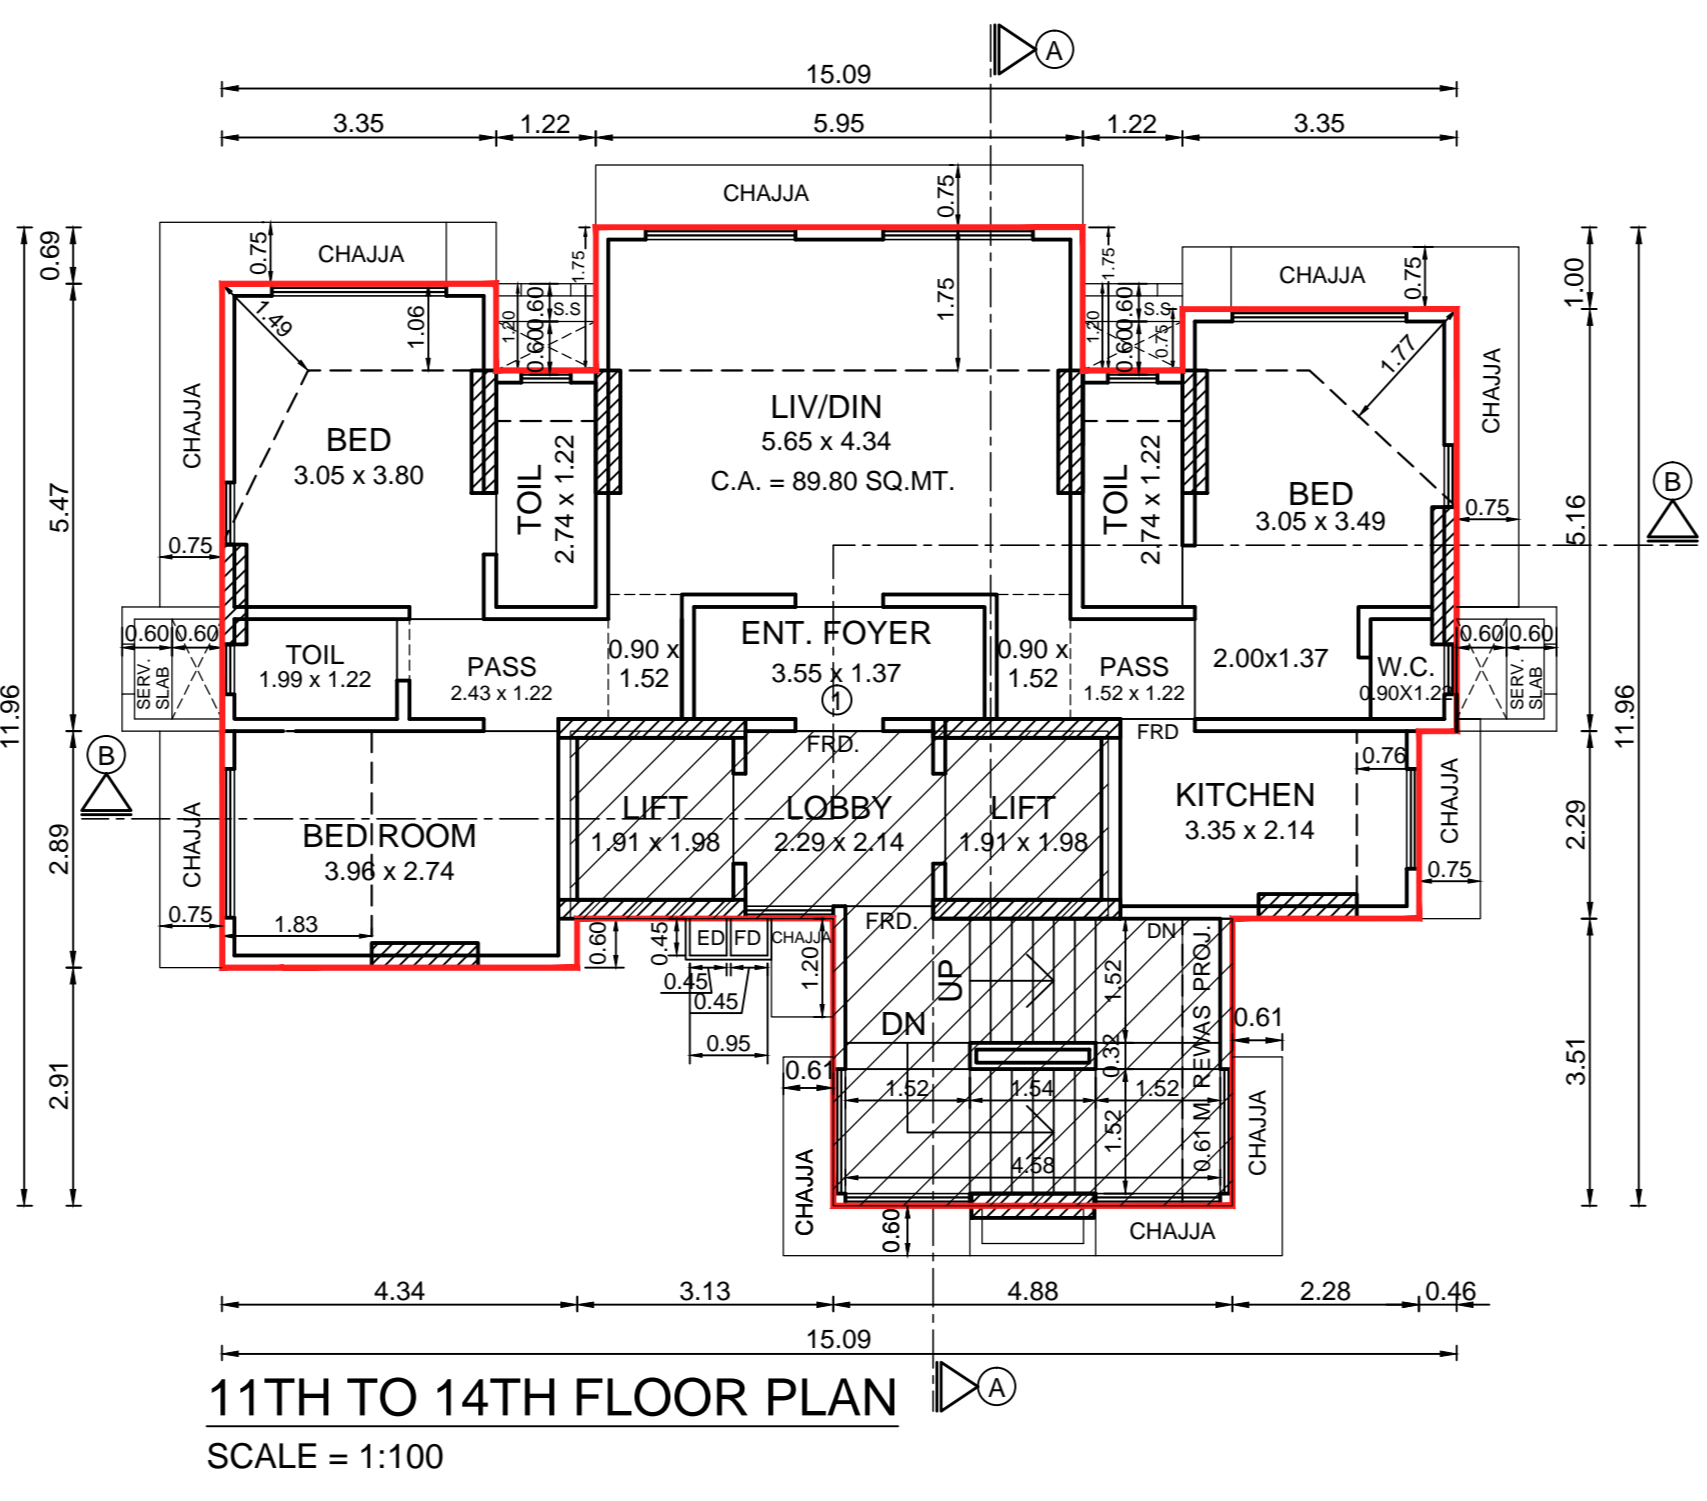 A
15.09
3.35 1.22 5.95 1.22 3.35
CHAJJA
0.75
0.69
0.75
CHAJJA
1.75
1.75
CHAJJA
0.75
1.00
1.49
1.06
1.20
0.60
S.S
0.60
1.75
1.20
0.60
S.S
0.60
0.75
1.77
CHAJJA
CHAJJA
BED
3.05 x 3.80
TOIL
2.74 x 1.22
LIV/DIN
5.65 x 4.34
C.A. = 89.80 SQ.MT.
TOIL
2.74 x 1.22
BED
3.05 x 3.49
B
5.47
5.16
0.75
0.75
0.60 0.60
SERV.
SLAB
TOIL
1.99 x 1.22
PASS
2.43 x 1.22
0.90 x
1.52
ENT. FOYER
3.55 x 1.37
1
0.90 x
1.52
PASS
1.52 x 1.22
2.00x1.37
W.C.
0.90X1.22
0.60 0.60
SERV.
SLAB
11.96
11.96
FRD.
FRD
B
CHAJJA
BED ROOM
3.96 x 2.74
LIFT
1.91 x 1.98
LOBBY
2.29 x 2.14
LIFT
1.91 x 1.98
KITCHEN
3.35 x 2.14
0.76
CHAJJA
2.89
2.29
0.75
0.75
1.83
0.60
0.45
ED
FD
CHAJJA
1.20
FRD.
DN
0.45
0.45
0.95
UP
DN
1.52
0.32
0.61 M REWAS PROJ.
0.61
0.61
2.91
3.51
1.52 1.54 1.52
1.52
4.58
CHAJJA
CHAJJA
0.60
CHAJJA
4.34 3.13 4.88 2.28 0.46
15.09
A
11TH TO 14TH FLOOR PLAN
SCALE = 1:100